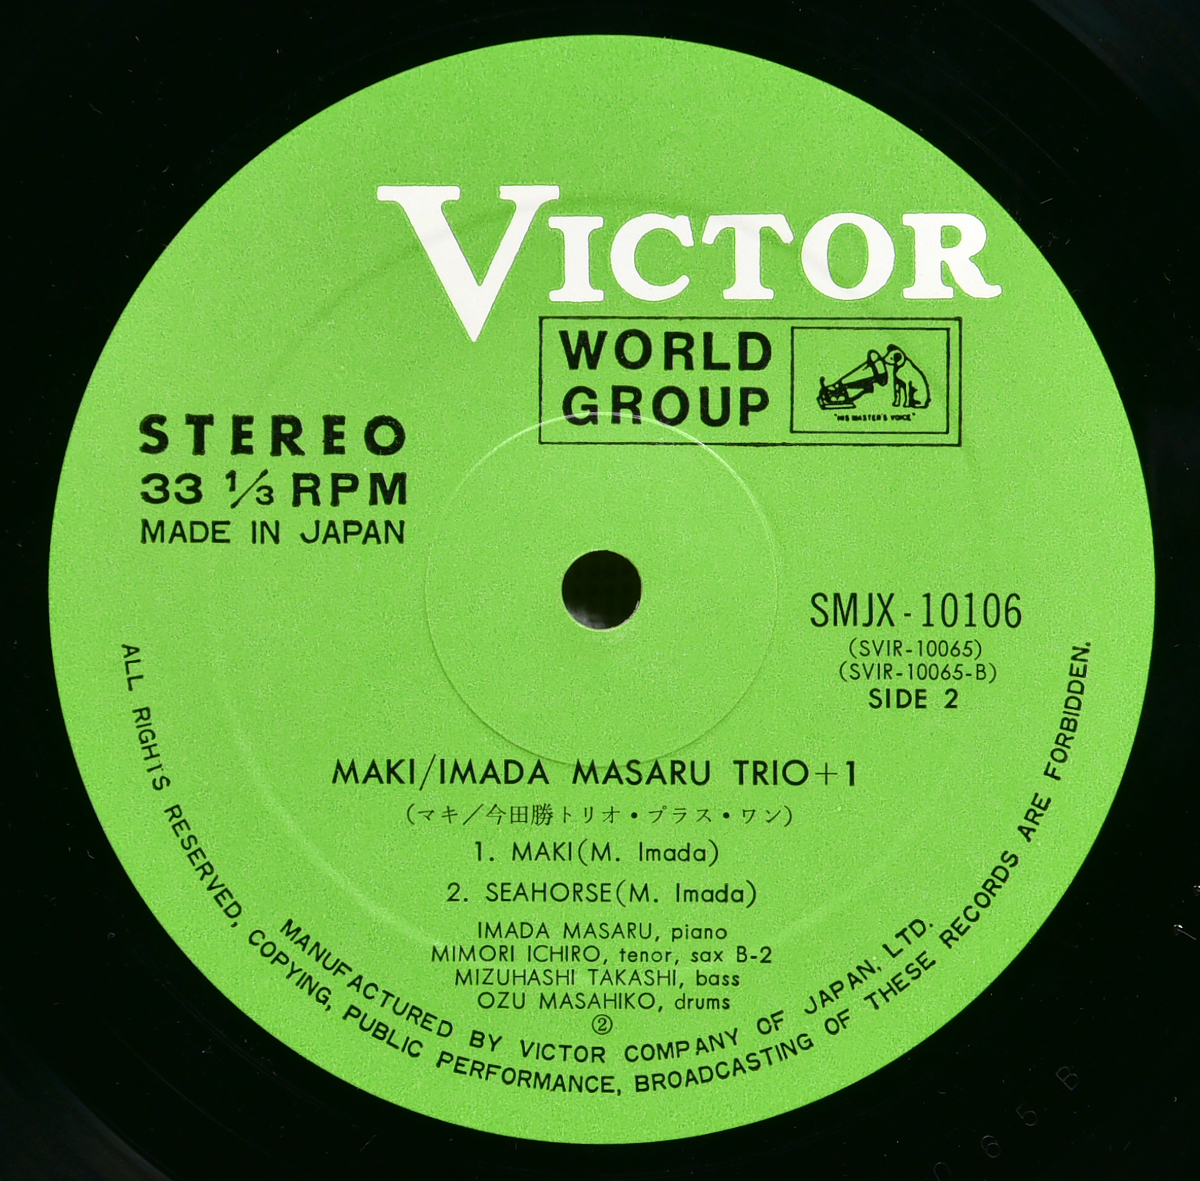 VICTOR
WORLD
GROUP
"HIS MASTER'S VOICE"
STEREO
33 1/3 RPM
MADE IN JAPAN
SMJX-10106
(SVIR-10065)
(SVIR-10065-B)
SIDE 2
MAKI/IMADA MASARU TRIO+1
(マキ／今田勝トリオ・プラス・ワン)
1. MAKI(M. Imada)
2. SEAHORSE(M. Imada)
IMADA MASARU, piano
MIMORI ICHIRO, tenor, sax B-2
MIZUHASHI TAKASHI, bass
OZU MASAHIKO, drums
②
MANUFACTURED BY VICTOR COMPANY OF JAPAN, LTD.
ALL RIGHTS RESERVED, COPYING, PUBLIC PERFORMANCE, BROADCASTING OF THESE RECORDS ARE FORBIDDEN.
065B